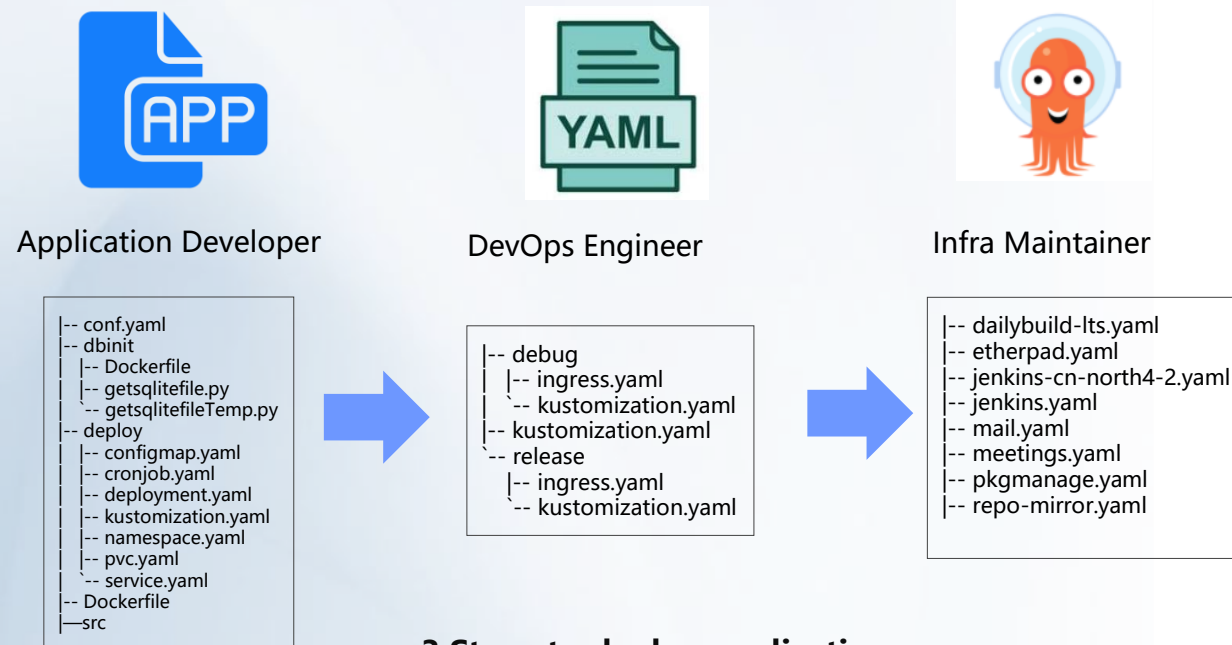 APP
YAML
Application Developer
DevOps Engineer
Infra Maintainer
|-- conf.yaml
|-- dbinit
| |-- Dockerfile
| |-- getsqlitefile.py
| `-- getsqlitefileTemp.py
|-- deploy
| |-- configmap.yaml
| |-- cronjob.yaml
| |-- deployment.yaml
| |-- kustomization.yaml
| |-- namespace.yaml
| |-- pvc.yaml
| `-- service.yaml
|-- Dockerfile
|—src
|-- debug
| |-- ingress.yaml
| `-- kustomization.yaml
|-- kustomization.yaml
`-- release
|-- ingress.yaml
`-- kustomization.yaml
|-- dailybuild-lts.yaml
|-- etherpad.yaml
|-- jenkins-cn-north4-2.yaml
|-- jenkins.yaml
|-- mail.yaml
|-- meetings.yaml
|-- pkgmanage.yaml
|-- repo-mirror.yaml